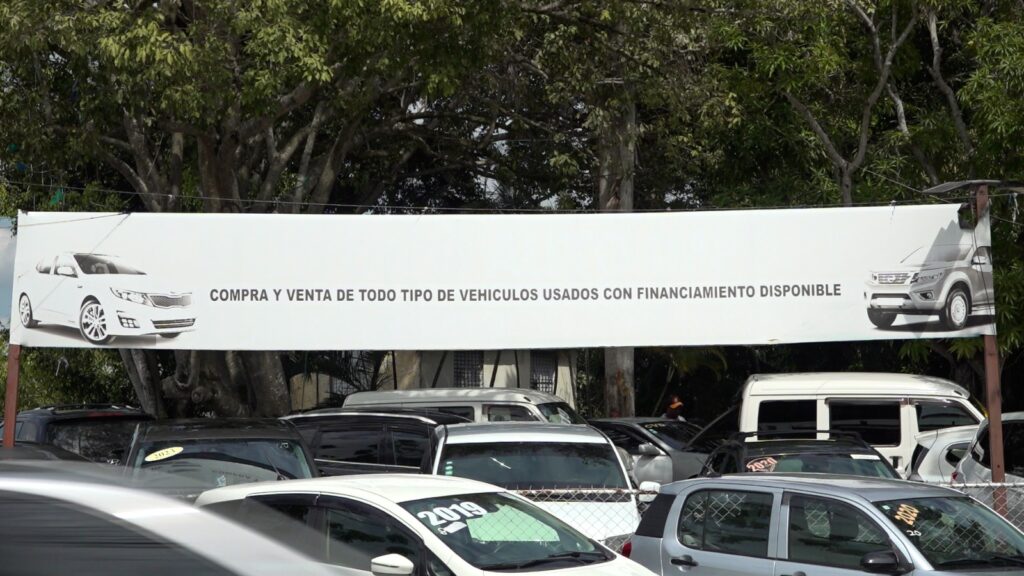 COMPRA Y VENTA DE TODO TIPO DE VEHICULOS USADOS CON FINANCIAMIENTO DISPONIBLE
2019